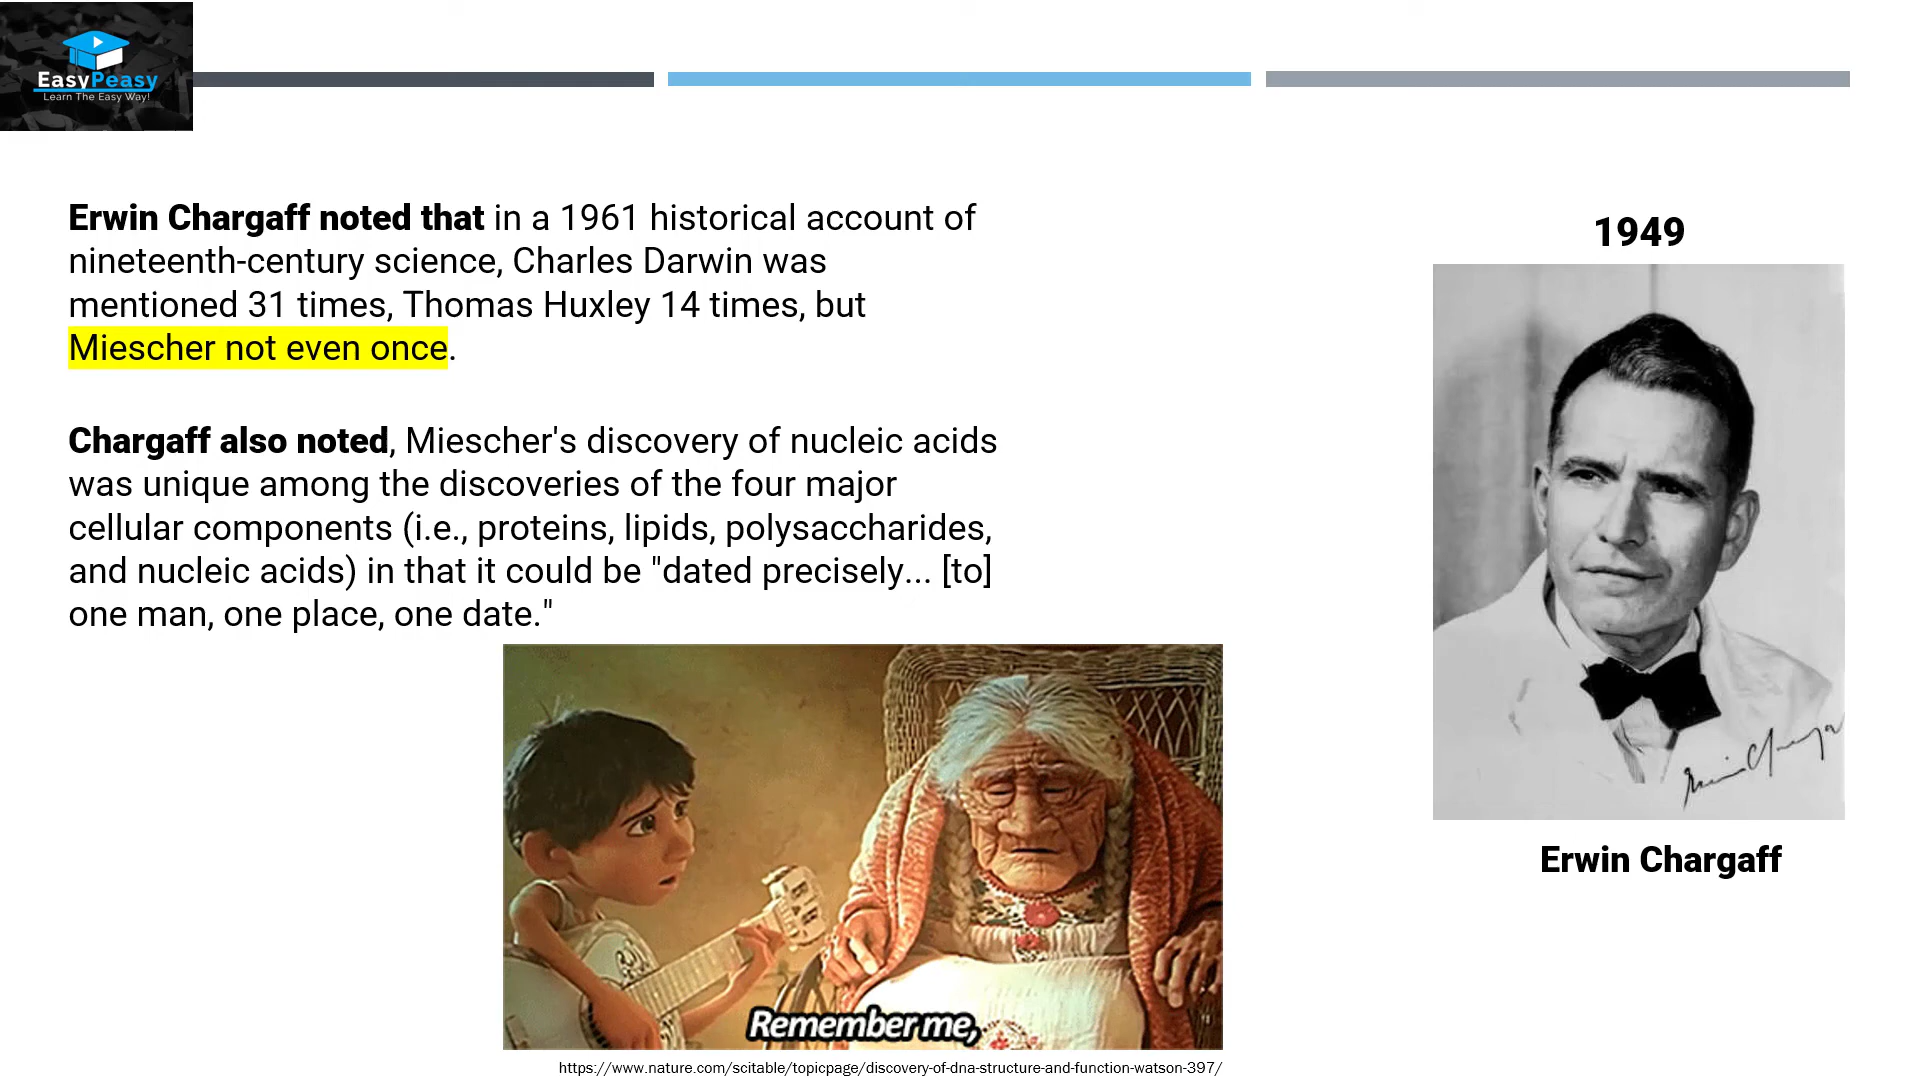 EasyPeasy
Learn The Easy Way!
Erwin Chargaff noted that in a 1961 historical account of
nineteenth-century science, Charles Darwin was
mentioned 31 times, Thomas Huxley 14 times, but
Miescher not even once.
Chargaff also noted, Miescher's discovery of nucleic acids
was unique among the discoveries of the four major
cellular components (i.e., proteins, lipids, polysaccharides,
and nucleic acids) in that it could be "dated precisely... [to]
one man, one place, one date."
1949
Erwin Chargaff
Erwin Chargaff
Remember me,
https://www.nature.com/scitable/topicpage/discovery-of-dna-structure-and-function-watson-397/